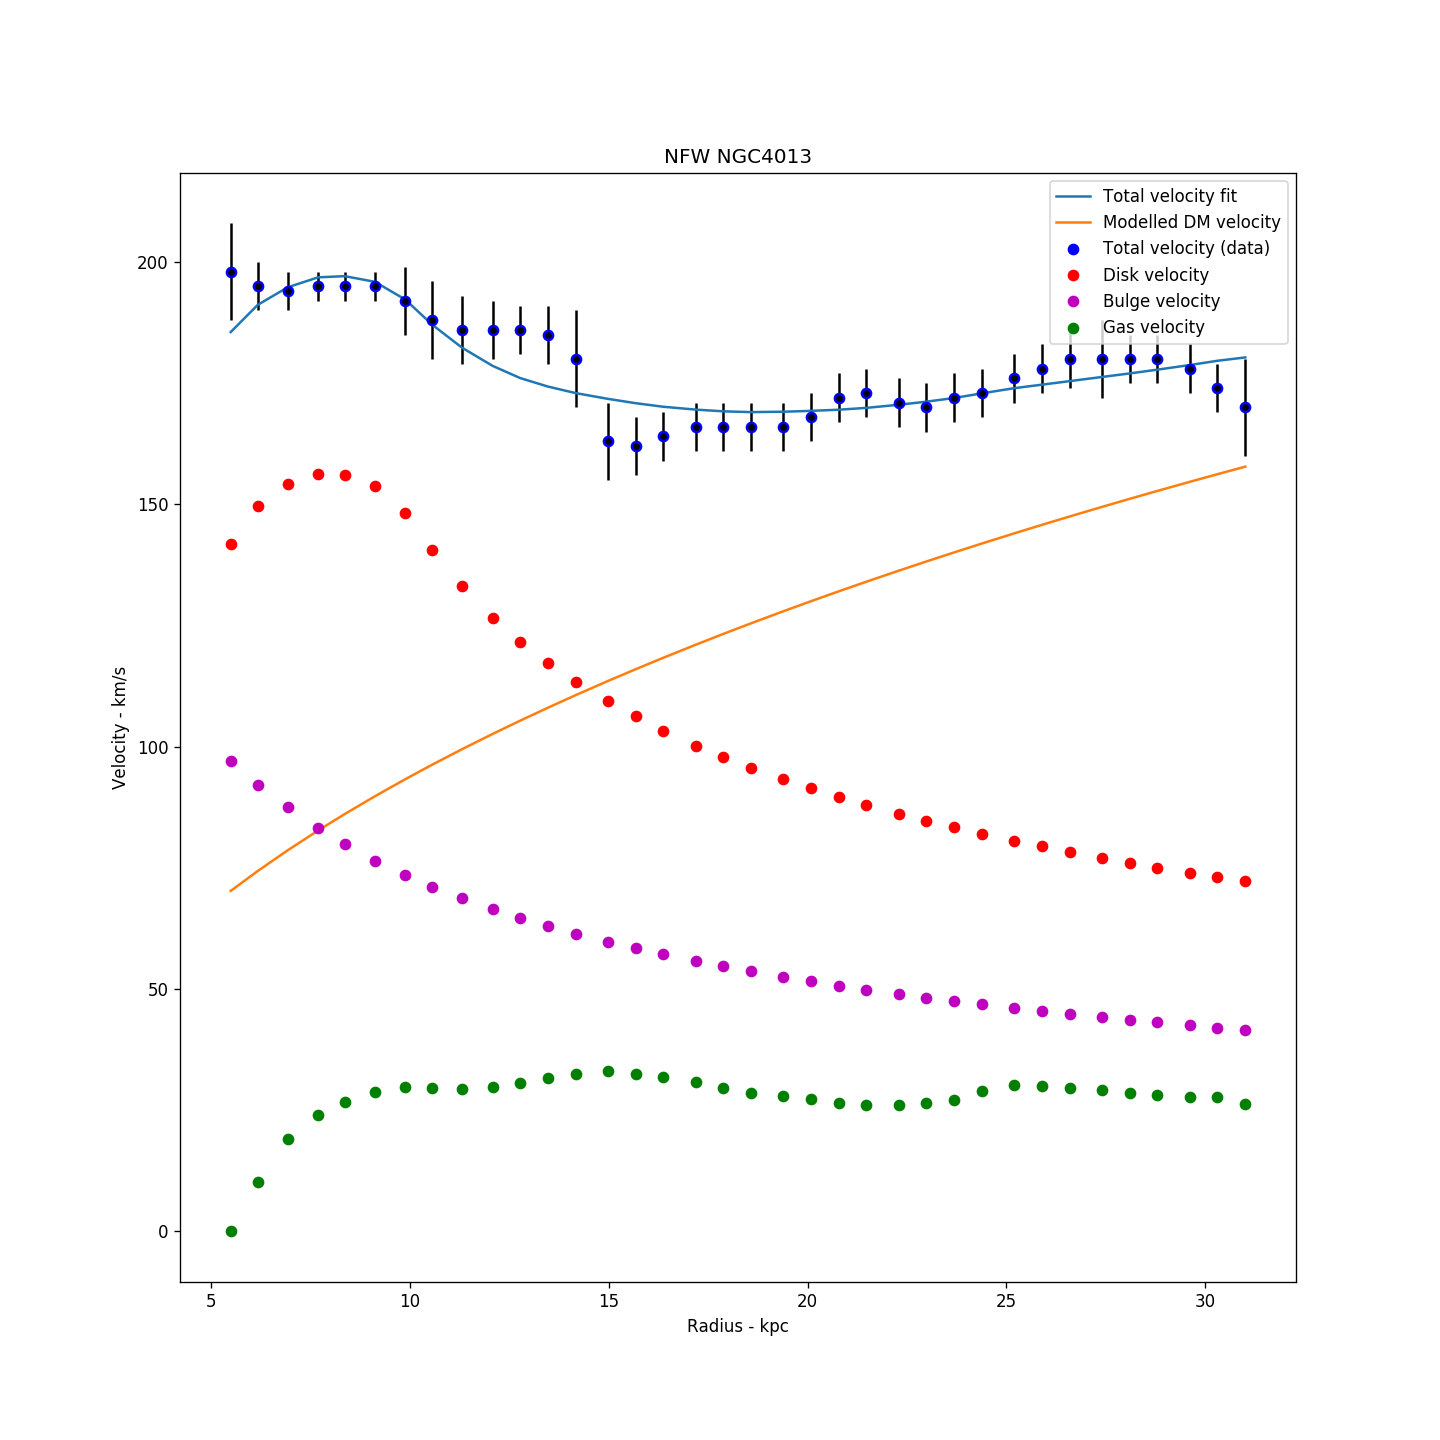 NFW NGC4013
Total velocity fit
Modelled DM velocity
Total velocity (data)
Disk velocity
Bulge velocity
Gas velocity
200
150
100
50
0
Velocity - km/s
5 10 15 20 25 30
Radius - kpc